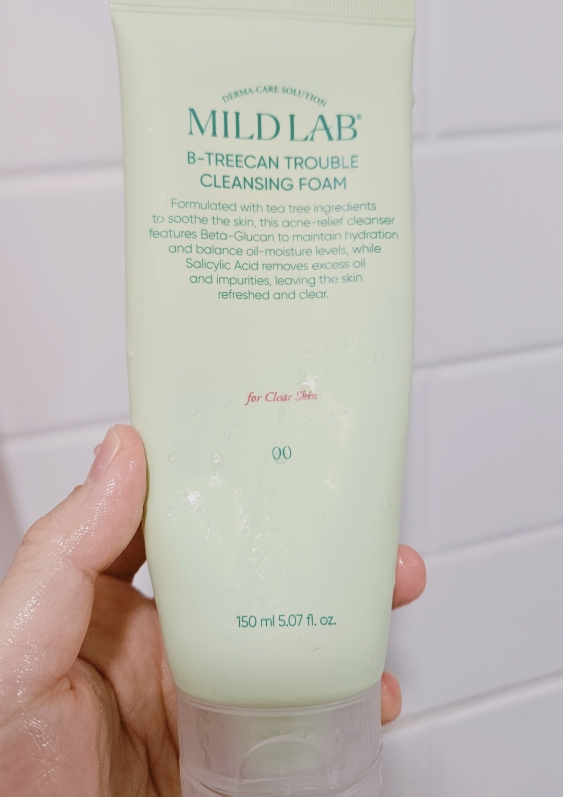 DERMA-CARE SOLUTION
MILD LAB®
B-TREECAN TROUBLE
CLEANSING FOAM
Formulated with tea tree ingredients
to soothe the skin, this acne-relief cleanser
features Beta-Glucan to maintain hydration
and balance oil-moisture levels, while
Salicylic Acid removes excess oil
and impurities, leaving the skin
refreshed and clear.
for Clear Skin
150 ml 5.07 fl. oz.